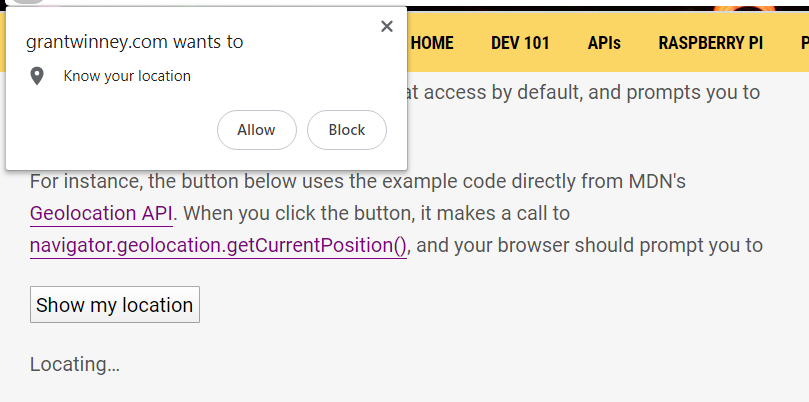 grantwinney.com wants to
Know your location
Allow Block
HOME DEV 101 APIs RASPBERRY PI P
at access by default, and prompts you to
For instance, the button below uses the example code directly from MDN's
Geolocation API. When you click the button, it makes a call to
navigator.geolocation.getCurrentPosition(), and your browser should prompt you to
Show my location
Locating…